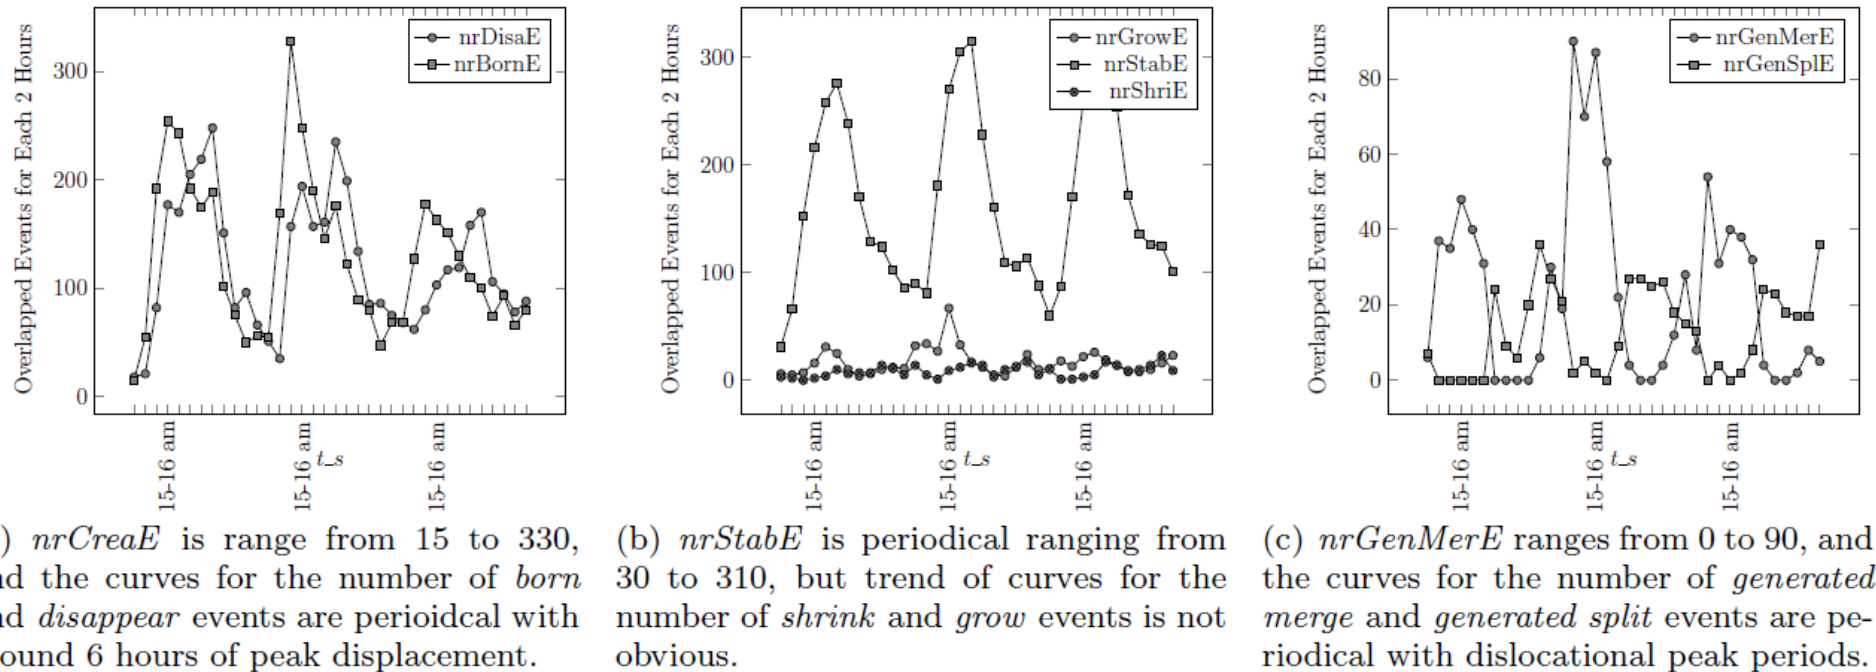 Overlapped Events for Each 2 Hours
300
200
100
0
nrDisaE
nrBornE
15-16 am
15-16 am
15-16 am
t_s
Overlapped Events for Each 2 Hours
300
200
100
0
nrGrowE
nrStabE
nrShriE
15-16 am
15-16 am
15-16 am
t_s
Overlapped Events for Each 2 Hours
80
60
40
20
0
nrGenMerE
nrGenSplE
15-16 am
15-16 am
15-16 am
t_s
) nrCreaE is range from 15 to 330,
nd the curves for the number of born
nd disappear events are perioidcal with
ound 6 hours of peak displacement.
(b) nrStabE is periodical ranging from
30 to 310, but trend of curves for the
number of shrink and grow events is not
obvious.
(c) nrGenMerE ranges from 0 to 90, and
the curves for the number of generated
merge and generated split events are pe-
riodical with dislocational peak periods.